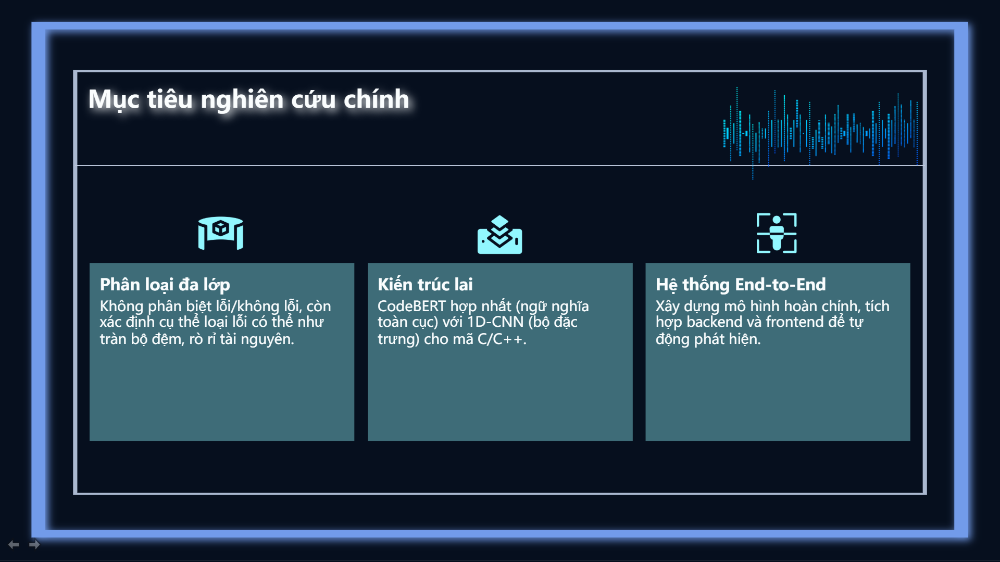 Mục tiêu nghiên cứu chính
Phân loại đa lớp
Không phân biệt lỗi/không lỗi, còn
xác định cụ thể loại lỗi có thể như
tràn bộ đệm, rò rỉ tài nguyên.
Kiến trúc lai
CodeBERT hợp nhất (ngữ nghĩa
toàn cục) với 1D-CNN (bộ đặc
trưng) cho mã C/C++.
Hệ thống End-to-End
Xây dựng mô hình hoàn chỉnh, tích
hợp backend và frontend để tự
động phát hiện.